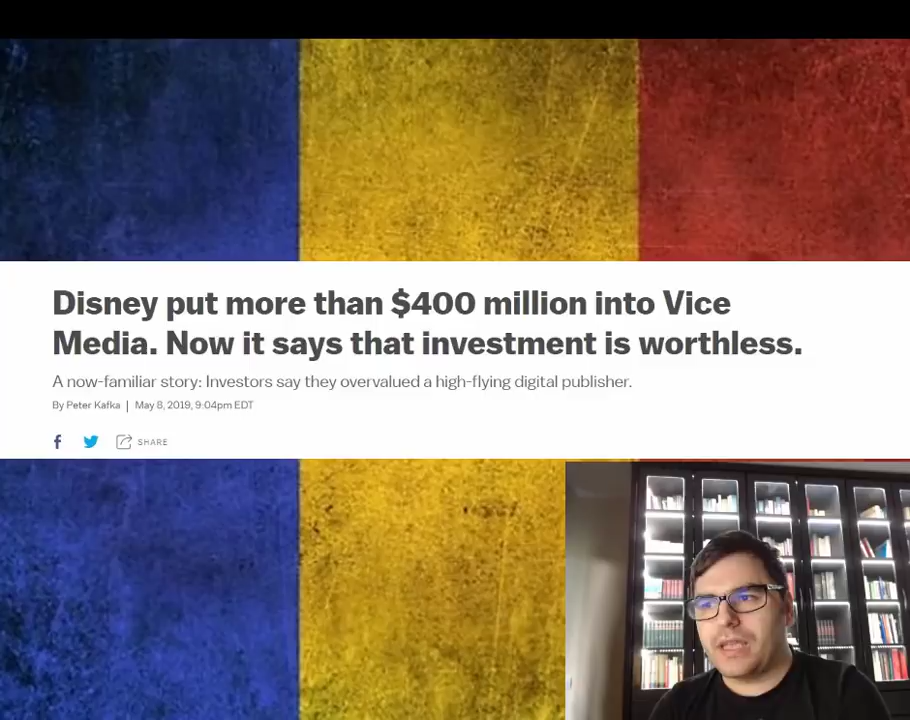 Disney put more than $400 million into Vice
Media. Now it says that investment is worthless.
A now-familiar story: Investors say they overvalued a high-flying digital publisher.
By Peter Kafka | May 8, 2019, 9:04pm EDT
SHARE